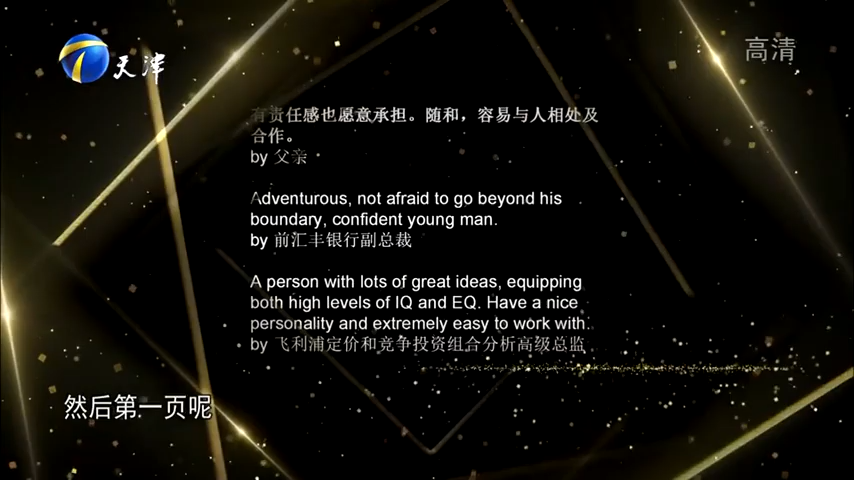 天津
高清
有责任感也愿意承担。随和，容易与人相处及
合作。
by 父亲
Adventurous, not afraid to go beyond his
boundary, confident young man.
by 前汇丰银行副总裁
A person with lots of great ideas, equipping
both high levels of IQ and EQ. Have a nice
personality and extremely easy to work with.
by 飞利浦定价和竞争投资组合分析高级总监
然后第一页呢